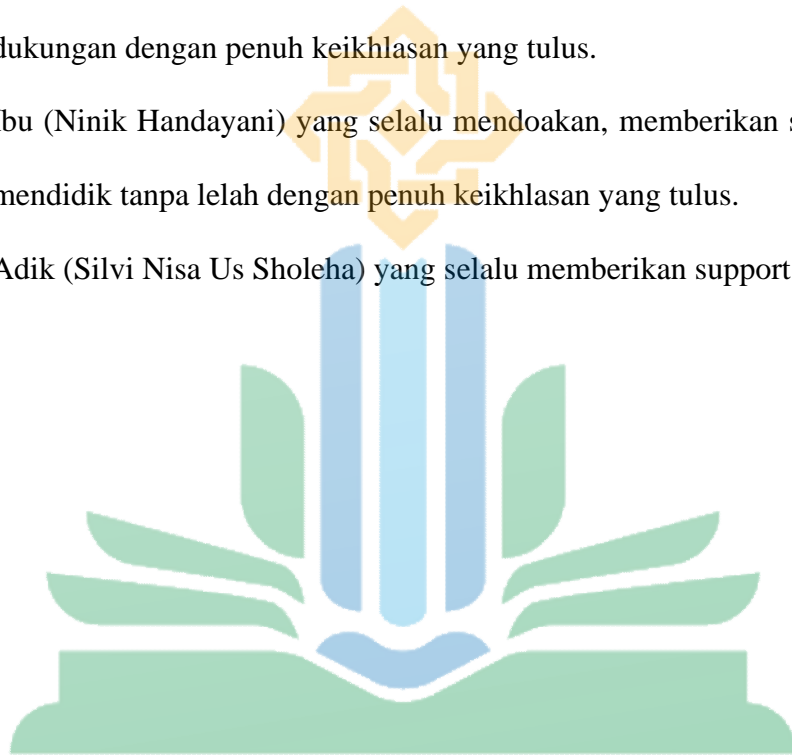 dukungan dengan penuh keikhlasan yang tulus.
Ibu (Ninik Handayani) yang selalu mendoakan, memberikan s
mendidik tanpa lelah dengan penuh keikhlasan yang tulus.
Adik (Silvi Nisa Us Sholeha) yang selalu memberikan support